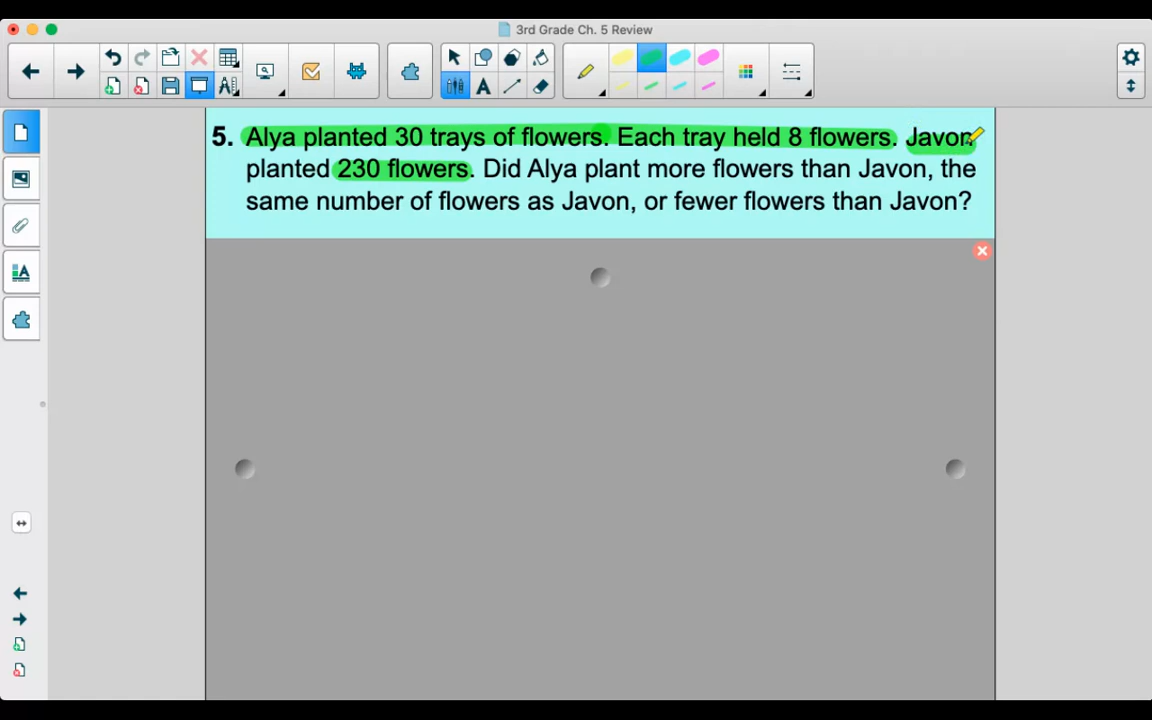 3rd Grade Ch. 5 Review
5. Alya planted 30 trays of flowers. Each tray held 8 flowers. Javon
planted 230 flowers. Did Alya plant more flowers than Javon, the
same number of flowers as Javon, or fewer flowers than Javon?